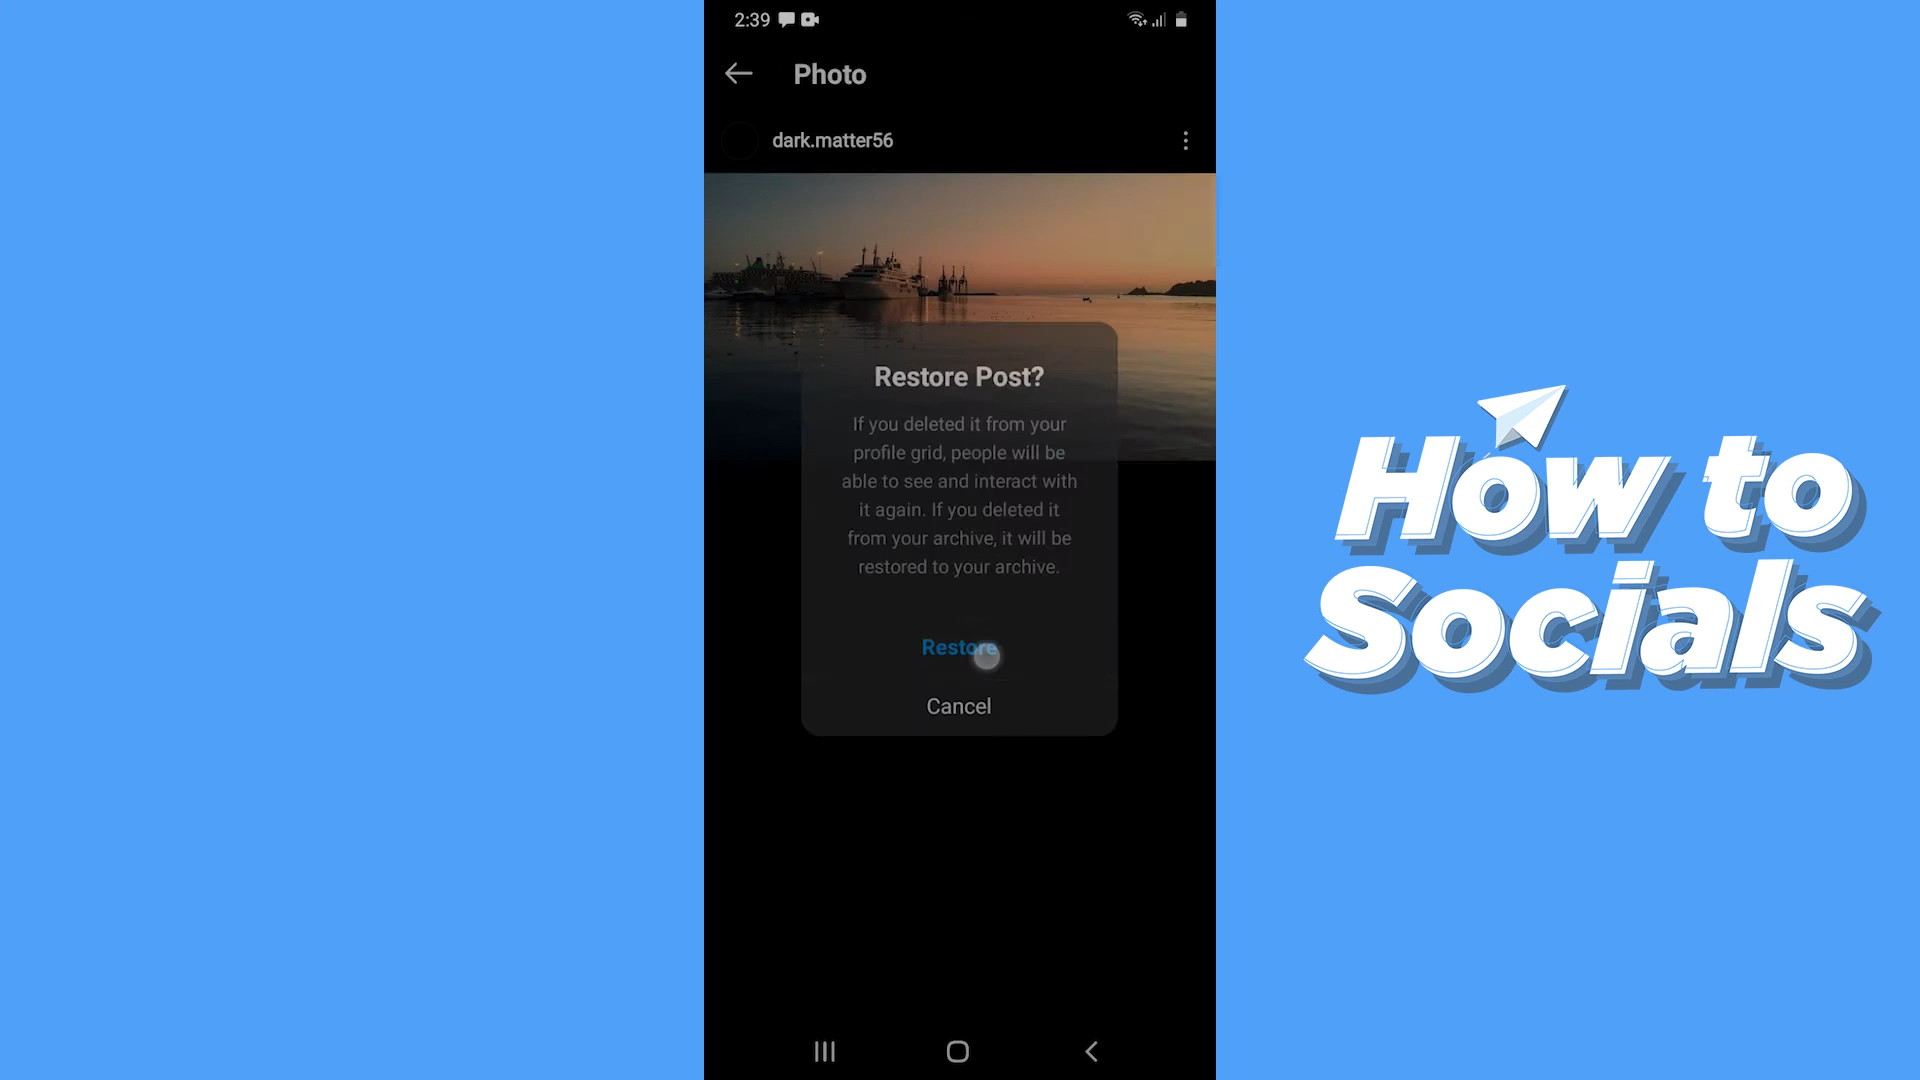 2:39
Photo
dark.matter56
Restore Post?
If you deleted it from your
profile grid, people will be
able to see and interact with
it again. If you deleted it
from your archive, it will be
restored to your archive.
Restore
Cancel
How to
Socials